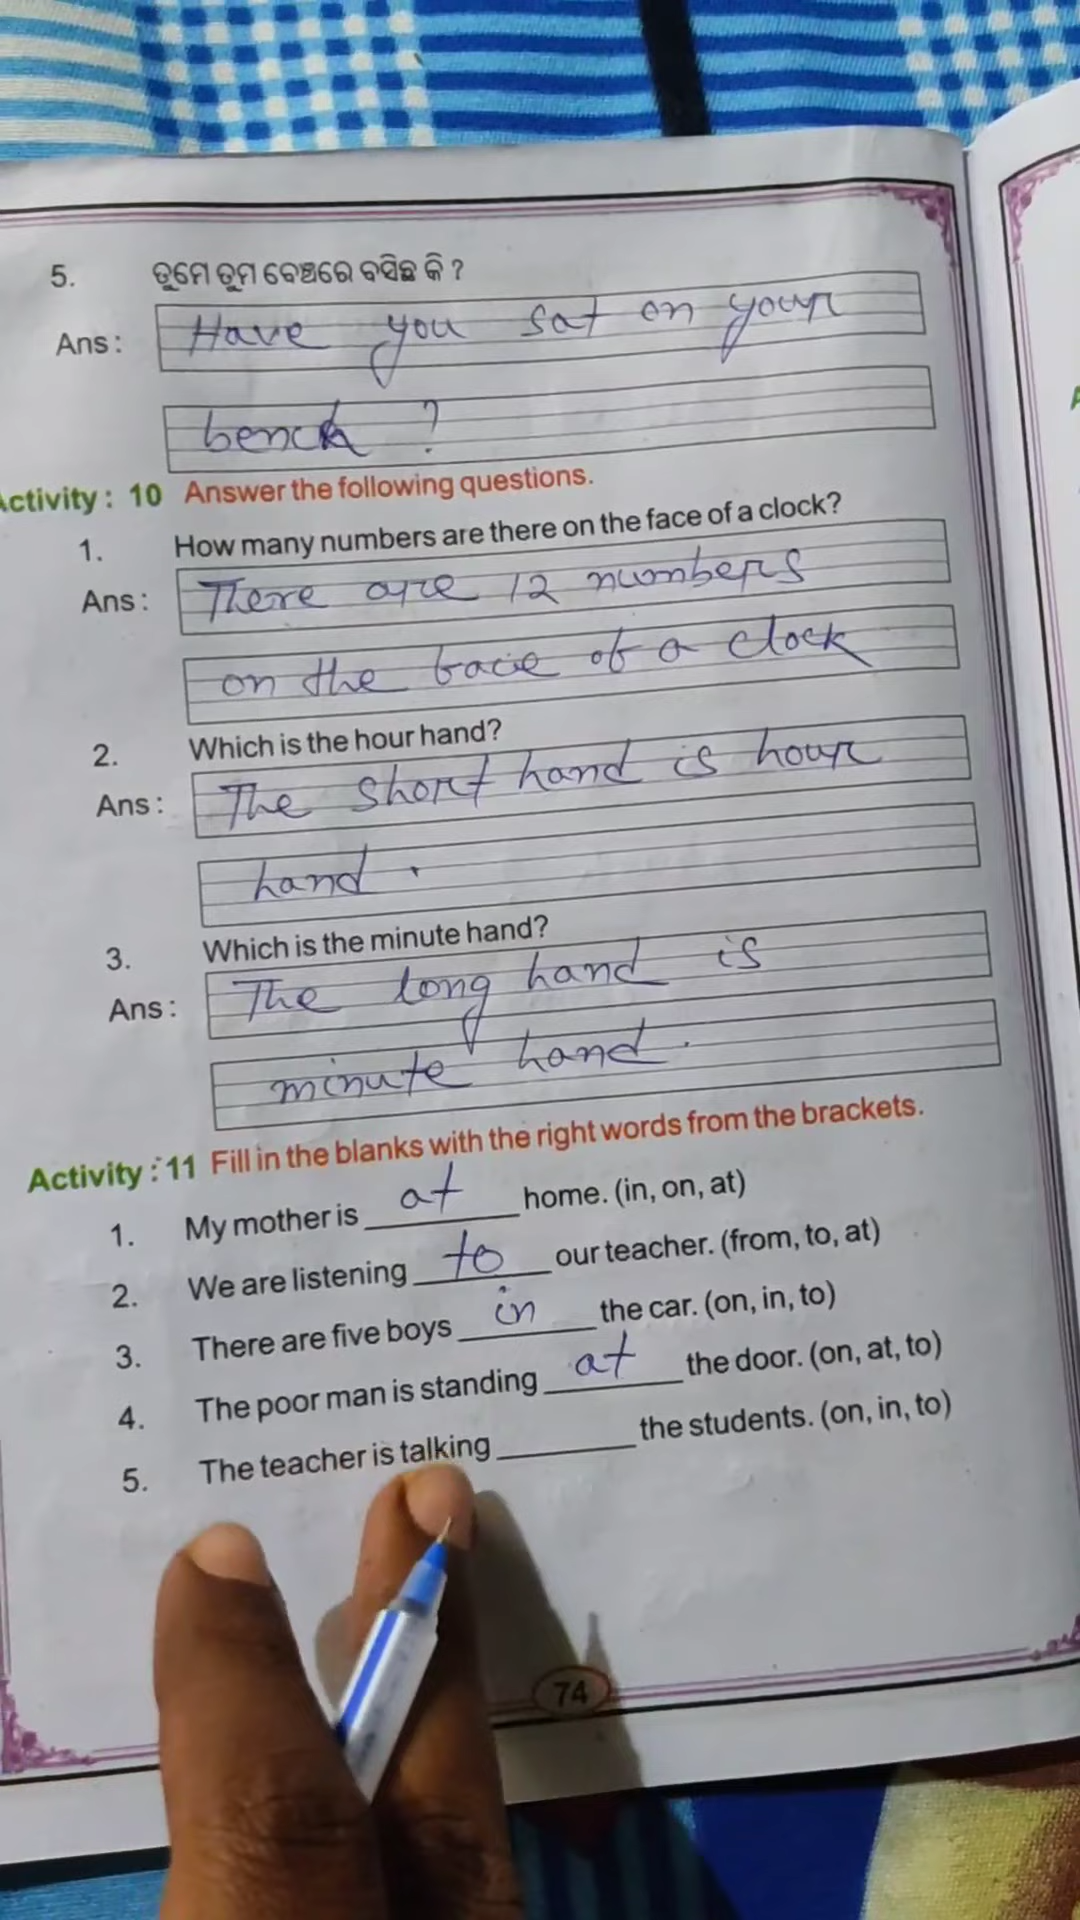 5. ତୁମେ ତୁମ ବେଞ୍ଚରେ ବସିଛ କି ?
Ans : Have you sat on your
bench ?
Activity : 10 Answer the following questions.
1. How many numbers are there on the face of a clock?
Ans : There are 12 numbers
on the face of a clock
2. Which is the hour hand?
Ans : The short hand is hour
hand .
3. Which is the minute hand?
Ans : The long hand is
minute hand .
Activity : 11 Fill in the blanks with the right words from the brackets.
1. My mother is at home. (in, on, at)
2. We are listening to our teacher. (from, to, at)
3. There are five boys in the car. (on, in, to)
4. The poor man is standing at the door. (on, at, to)
5. The teacher is talking ______ the students. (on, in, to)
74